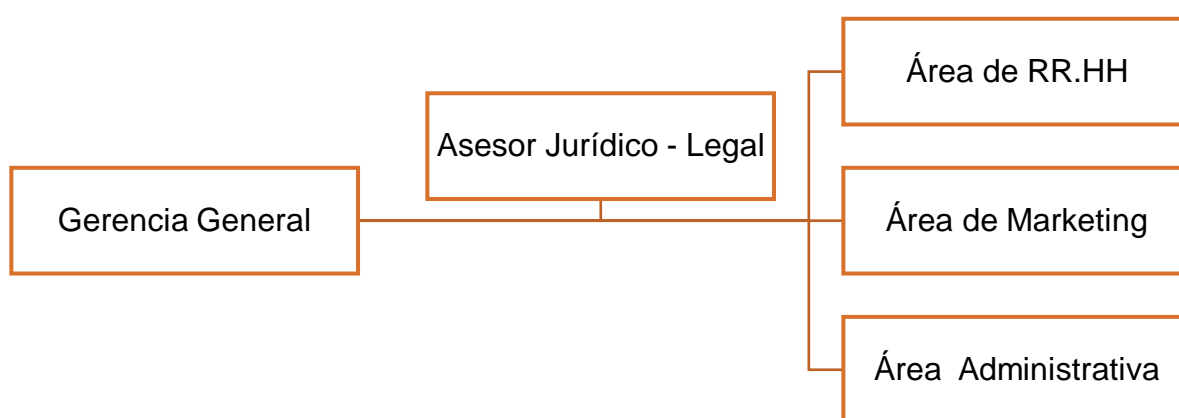 Gerencia General
Asesor Jurídico - Legal
Área de RR.HH
Área de Marketing
Área Administrativa